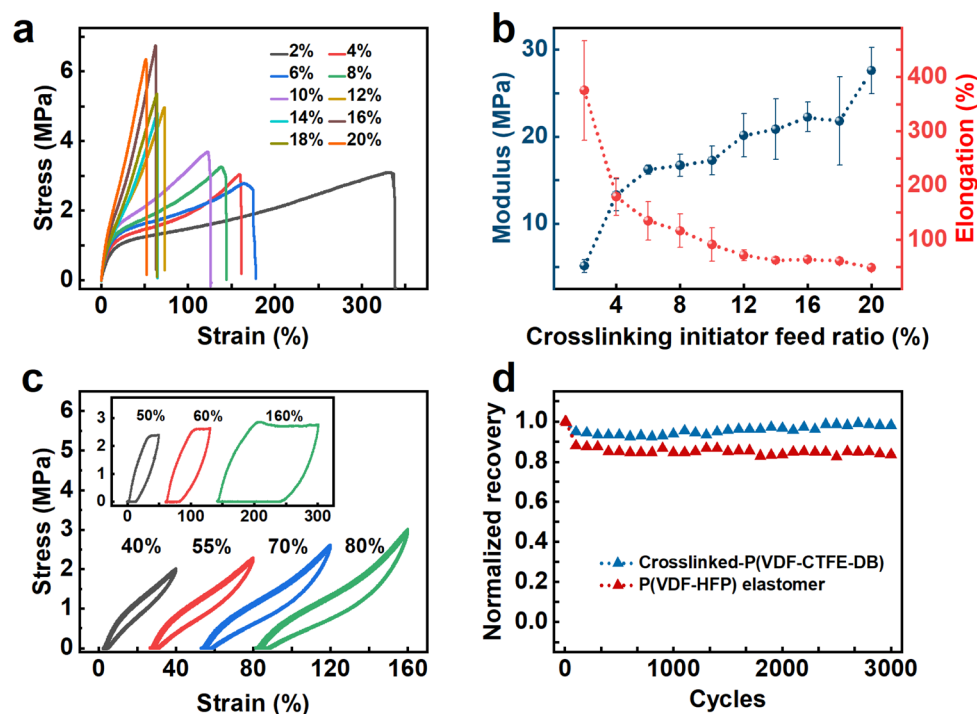 a
Stress (MPa)
6
4
2
0
2% 4%
6% 8%
10% 12%
14% 16%
18% 20%
0 100 200 300
Strain (%)
b
Modulus (MPa)
30
20
10
4 8 12 16 20
Crosslinking initiator feed ratio (%)
400
300
200
100
Elongation (%)
c
Stress (MPa)
6
5
4
3
2
1
0
3
2
1
0
50% 60% 160%
0 100 200 300
40% 55% 70% 80%
0 40 80 120 160
Strain (%)
d
Normalized recovery
1.0
0.8
0.6
0.4
0.2
0.0
Crosslinked-P(VDF-CTFE-DB)
P(VDF-HFP) elastomer
0 1000 2000 3000
Cycles